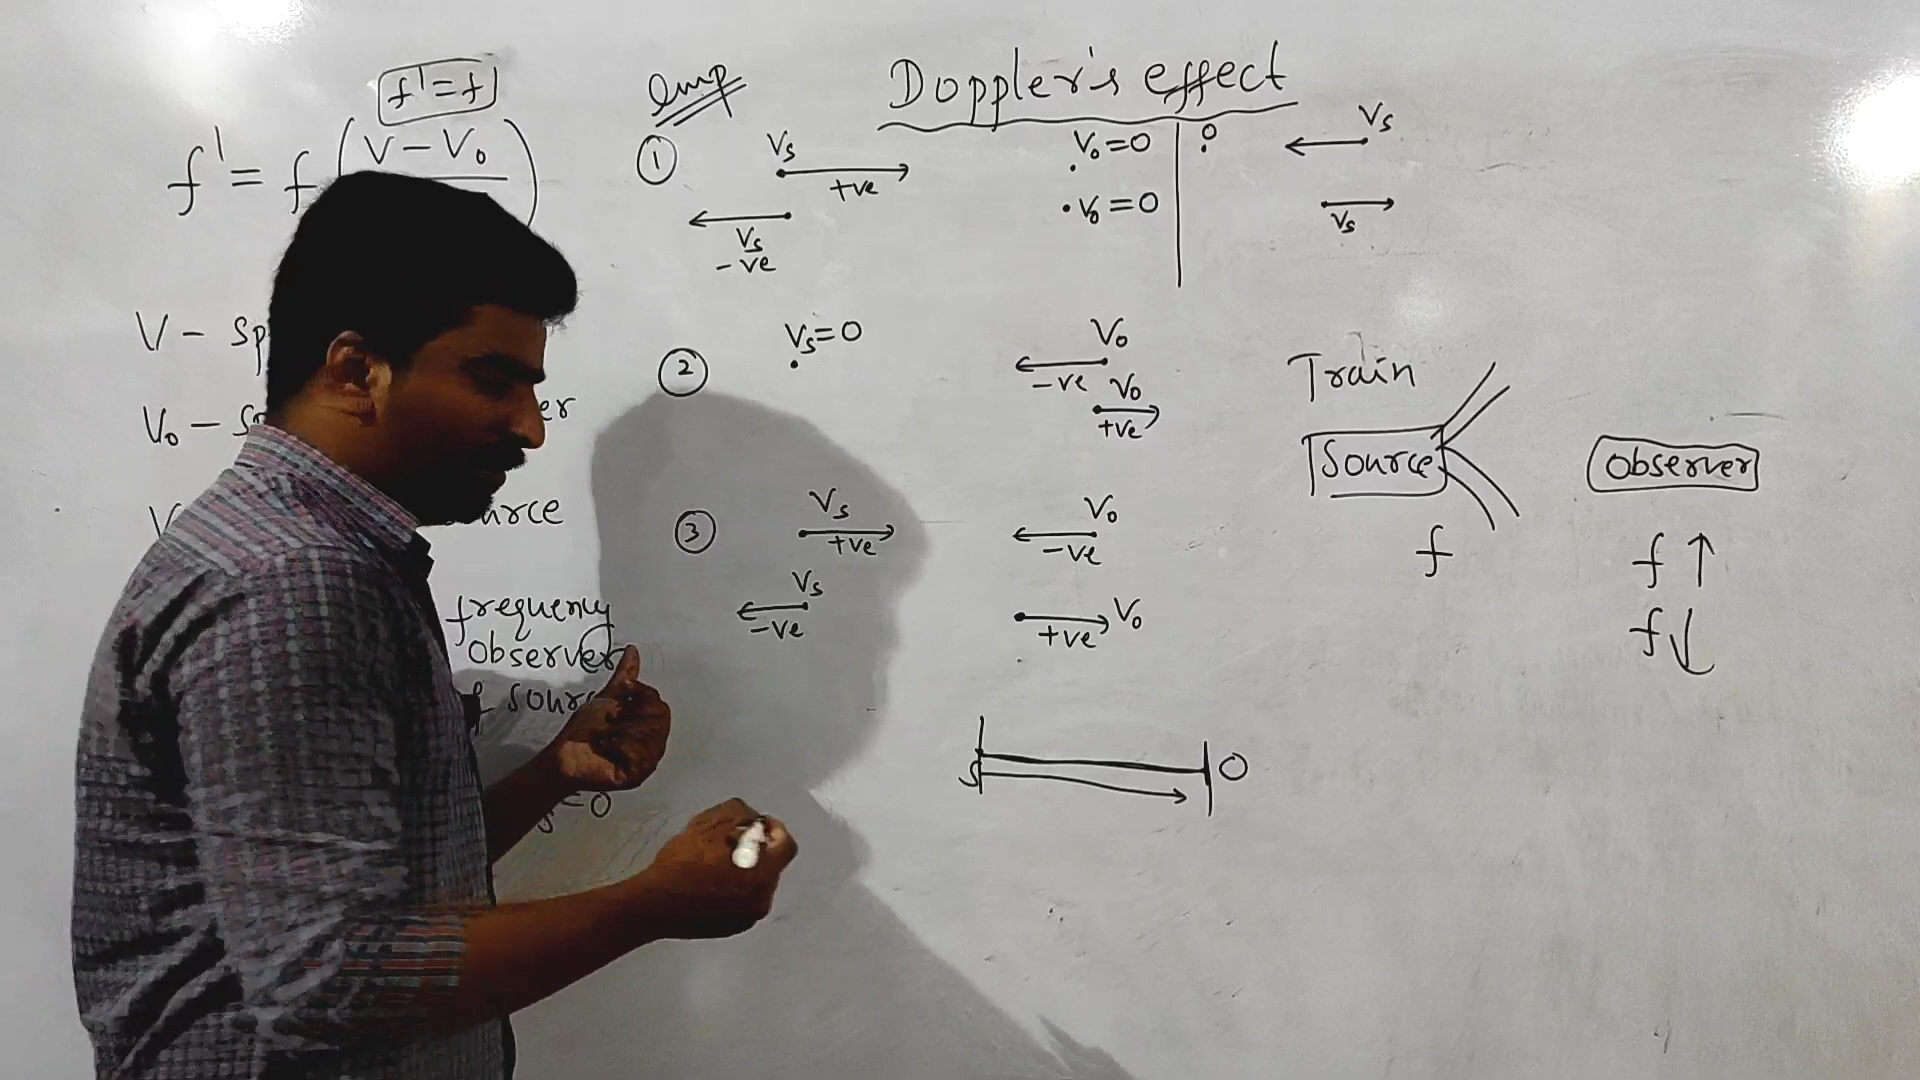 f' = f
f' = f (V - V₀
V - Sp
V₀ - er
V urce
frequency
Observer
f Sour
s = 0
imp
Doppler's effect
① Vs +ve V₀ = 0
Vs -ve V₀ = 0
O Vs
Vs
② Vs = 0 V₀ -ve
V₀ +ve
③ Vs +ve V₀ -ve
Vs -ve +ve V₀
S O
Train
Source Observer
f f ↑
f ↓